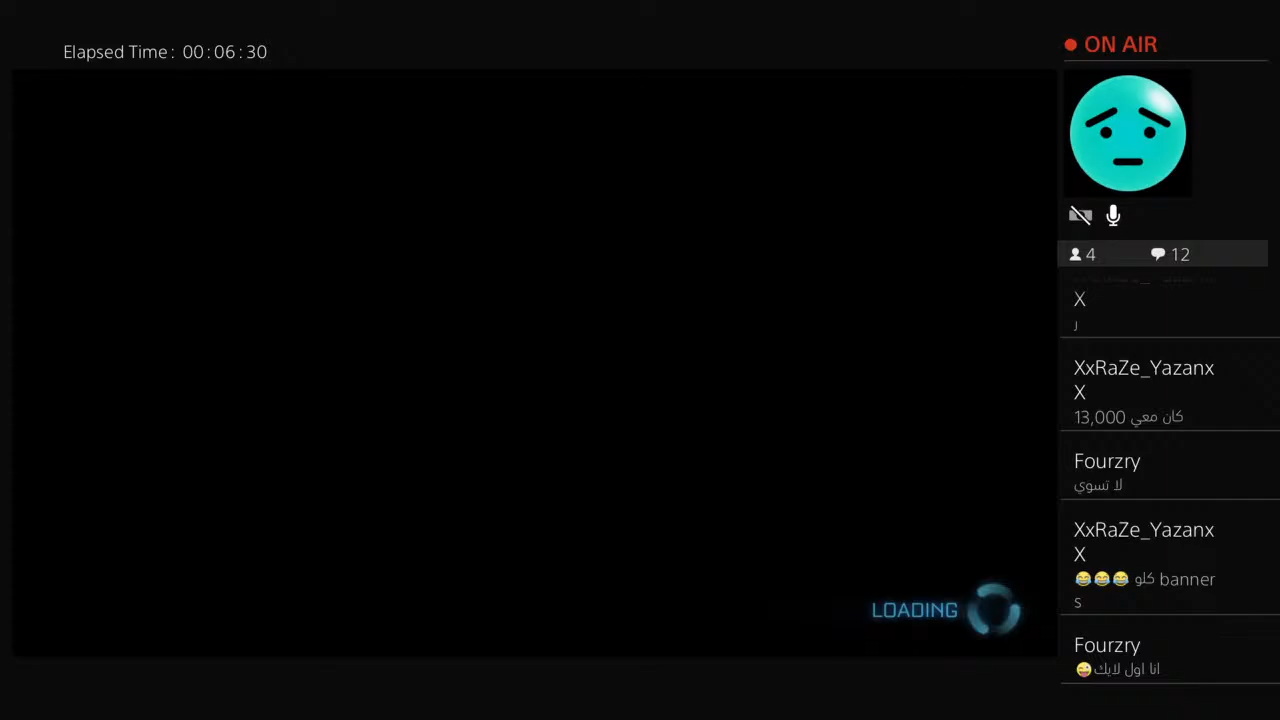 Elapsed Time: 00:06:30
ON AIR
4 12
X
ر
XxRaZe_Yazanx
X
كان معي 13,000
Fourzry
لا تسوي
XxRaZe_Yazanx
X
😂😂😂 كلو banner
s
Fourzry
انا اول لايك😜
LOADING